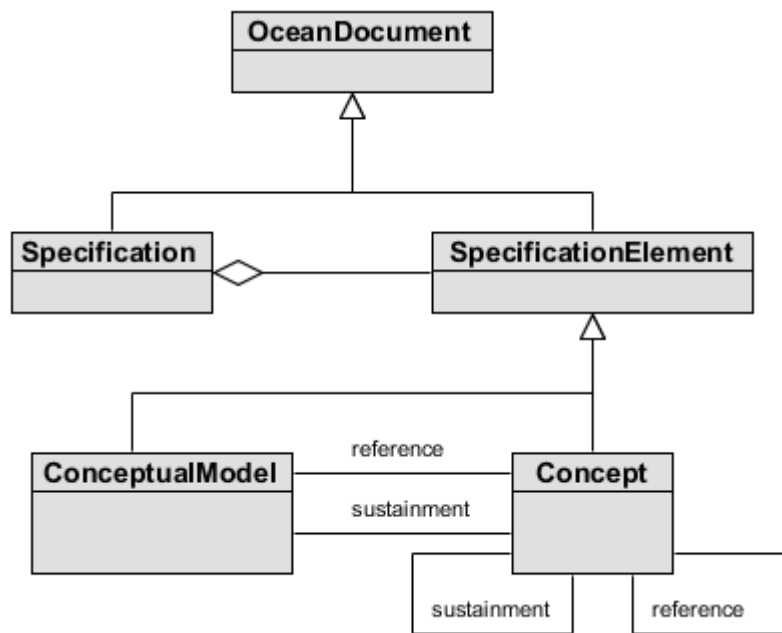 OceanDocument
Specification
SpecificationElement
ConceptualModel
reference
Concept
sustainment
sustainment
reference